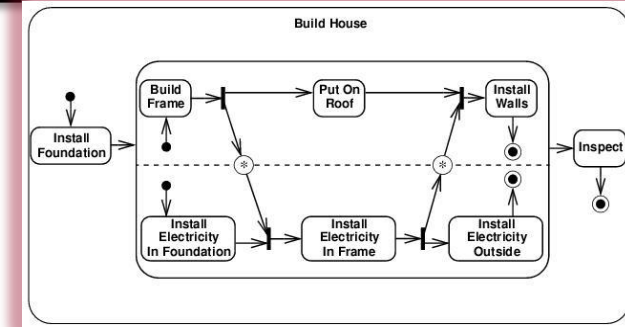 Build House
Build
Frame
Put On
Roof
Install
Walls
Install
Foundation
*
*
Inspect
Install
Electricity
In Foundation
Install
Electricity
In Frame
Install
Electricity
Outside